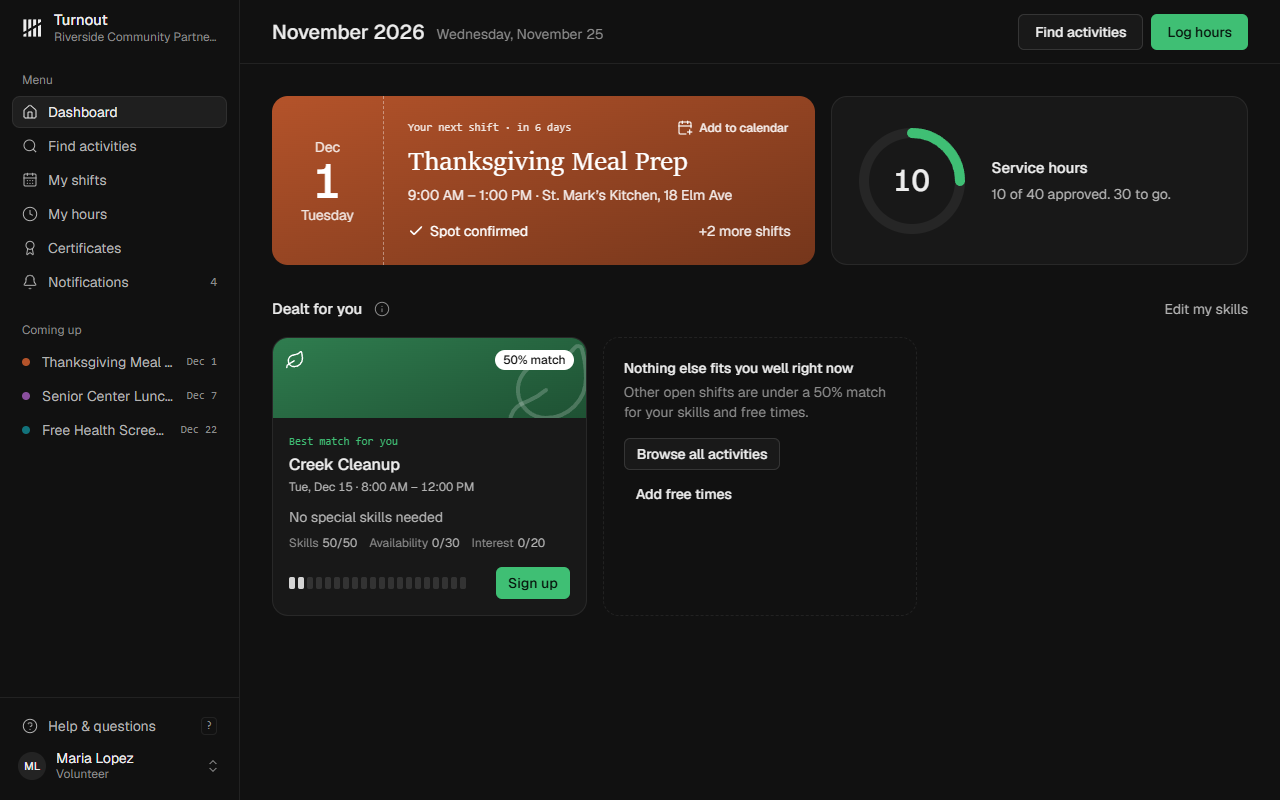 Turnout
Riverside Community Partne...
Menu
Dashboard
Find activities
My shifts
My hours
Certificates
Notifications 4
Coming up
Thanksgiving Meal ... Dec 1
Senior Center Lunc... Dec 7
Free Health Scree... Dec 22
Help & questions ?
ML
Maria Lopez
Volunteer
November 2026 Wednesday, November 25
Find activities
Log hours
Dec
1
Tuesday
Your next shift · in 6 days
Add to calendar
Thanksgiving Meal Prep
9:00 AM – 1:00 PM · St. Mark's Kitchen, 18 Elm Ave
Spot confirmed
+2 more shifts
10
Service hours
10 of 40 approved. 30 to go.
Dealt for you
Edit my skills
50% match
Best match for you
Creek Cleanup
Tue, Dec 15 · 8:00 AM – 12:00 PM
No special skills needed
Skills 50/50 Availability 0/30 Interest 0/20
Sign up
Nothing else fits you well right now
Other open shifts are under a 50% match
for your skills and free times.
Browse all activities
Add free times